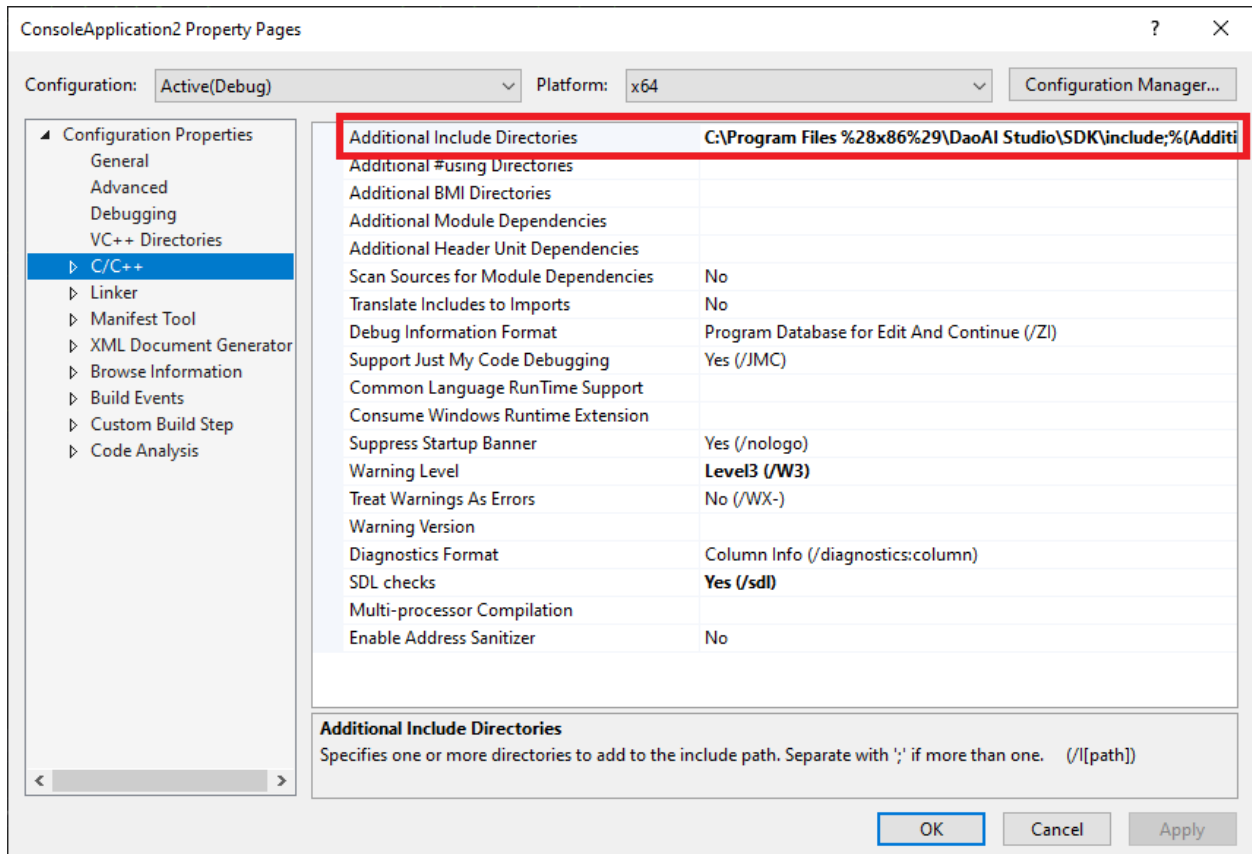 ConsoleApplication2 Property Pages
? ×
Configuration: Active(Debug) Platform: x64 Configuration Manager...
Configuration Properties
General
Advanced
Debugging
VC++ Directories
C/C++
Linker
Manifest Tool
XML Document Generator
Browse Information
Build Events
Custom Build Step
Code Analysis
Additional Include Directories C:\Program Files %28x86%29\DaoAI Studio\SDK\include;%(Additi
Additional #using Directories
Additional BMI Directories
Additional Module Dependencies
Additional Header Unit Dependencies
Scan Sources for Module Dependencies No
Translate Includes to Imports No
Debug Information Format Program Database for Edit And Continue (/ZI)
Support Just My Code Debugging Yes (/JMC)
Common Language RunTime Support
Consume Windows Runtime Extension
Suppress Startup Banner Yes (/nologo)
Warning Level Level3 (/W3)
Treat Warnings As Errors No (/WX-)
Warning Version
Diagnostics Format Column Info (/diagnostics:column)
SDL checks Yes (/sdl)
Multi-processor Compilation
Enable Address Sanitizer No
Additional Include Directories
Specifies one or more directories to add to the include path. Separate with ';' if more than one. (/I[path])
OK Cancel Apply